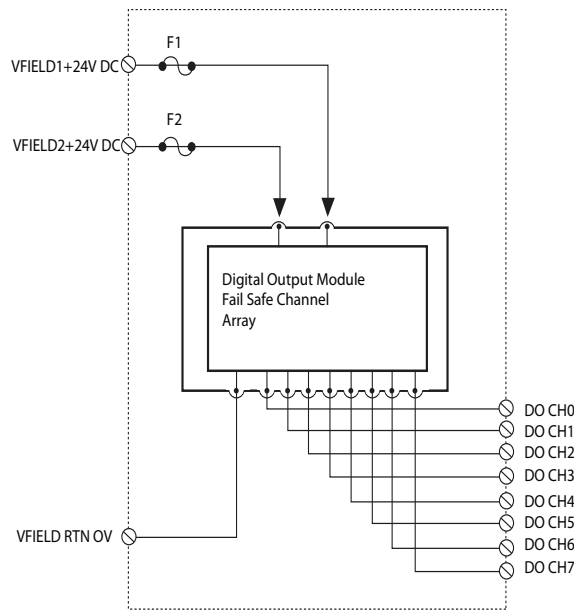 F1
VFIELD1+24V DC
F2
VFIELD2+24V DC
Digital Output Module
Fail Safe Channel
Array
DO CH0
DO CH1
DO CH2
DO CH3
DO CH4
DO CH5
VFIELD RTN OV
DO CH6
DO CH7